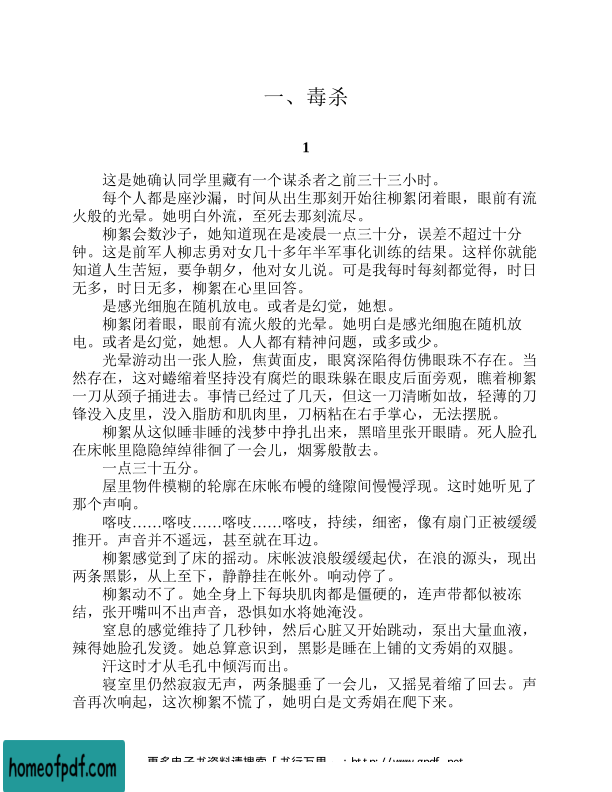 一、毒杀
1
这是她确认同学里藏有一个谋杀者之前三十三小时。
每个人都是座沙漏，时间从出生那刻开始往柳絮闭着眼，眼前有流
火般的光晕。她明白外流，至死去那刻流尽。
柳絮会数沙子，她知道现在是凌晨一点三十分，误差不超过十分
钟。这是前军人柳志勇对女几十多年半军事化训练的结果。这样你就能
知道人生苦短，要争朝夕，他对女儿说。可是我每时每刻都觉得，时日
无多，时日无多，柳絮在心里回答。
是感光细胞在随机放电。或者是幻觉，她想。
柳絮闭着眼，眼前有流火般的光晕。她明白是感光细胞在随机放
电。或者是幻觉，她想。人人都有精神问题，或多或少。
光晕游动出一张人脸，焦黄面皮，眼窝深陷得仿佛眼珠不存在。当
然存在，这对蜷缩着坚持没有腐烂的眼珠躲在眼皮后面旁观，瞧着柳絮
一刀从颈子捅进去。事情已经过了几天，但这一刀清晰如故，轻薄的刀
锋没入皮里，没入脂肪和肌肉里，刀柄粘在右手掌心，无法摆脱。
柳絮从这似睡非睡的浅梦中挣扎出来，黑暗里张开眼睛。死人脸孔
在床帐里隐隐绰绰徘徊了一会儿，烟雾般散去。
一点三十五分。
屋里物件模糊的轮廓在床帐布幔的缝隙间慢慢浮现。这时她听见了
那个声响。
喀吱……喀吱……喀吱……喀吱，持续，细密，像有扇门正被缓缓
推开。声音并不遥远，甚至就在耳边。
柳絮感觉到了床的摇动。床帐波浪般缓缓起伏，在浪的源头，现出
两条黑影，从上至下，静静挂在帐外。响动停了。
柳絮动不了。她全身上下每块肌肉都是僵硬的，连声带都似被冻
结，张开嘴叫不出声音，恐惧如水将她淹没。
窒息的感觉维持了几秒钟，然后心脏又开始跳动，泵出大量血液，
辣得她脸孔发烫。她总算意识到，黑影是睡在上铺的文秀娟的双腿。
汗这时才从毛孔中倾泻而出。
寝室里仍然寂寂无声，两条腿垂了一会儿，又摇晃着缩了回去。声
音再次响起，这次柳絮不慌了，她明白是文秀娟在爬下来。
homeofpdf.com